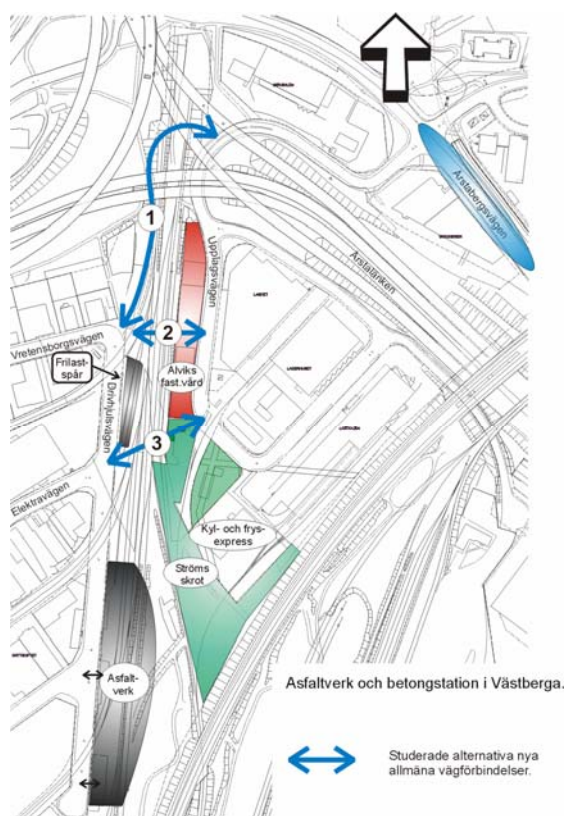 Årstabergsvägen
1
Årstalänken
Upplagsvägen
2
Vretensborgsvägen
Frilast-
spår
Alviks
fast.vård
Drivhjulsvägen
3
Elektravägen
Kyl- och frys-
express
Ströms
skrot
Asfalt-
verk
Asfaltverk och betongstation i Västberga.
Studerade alternativa nya
allmäna vägförbindelser.